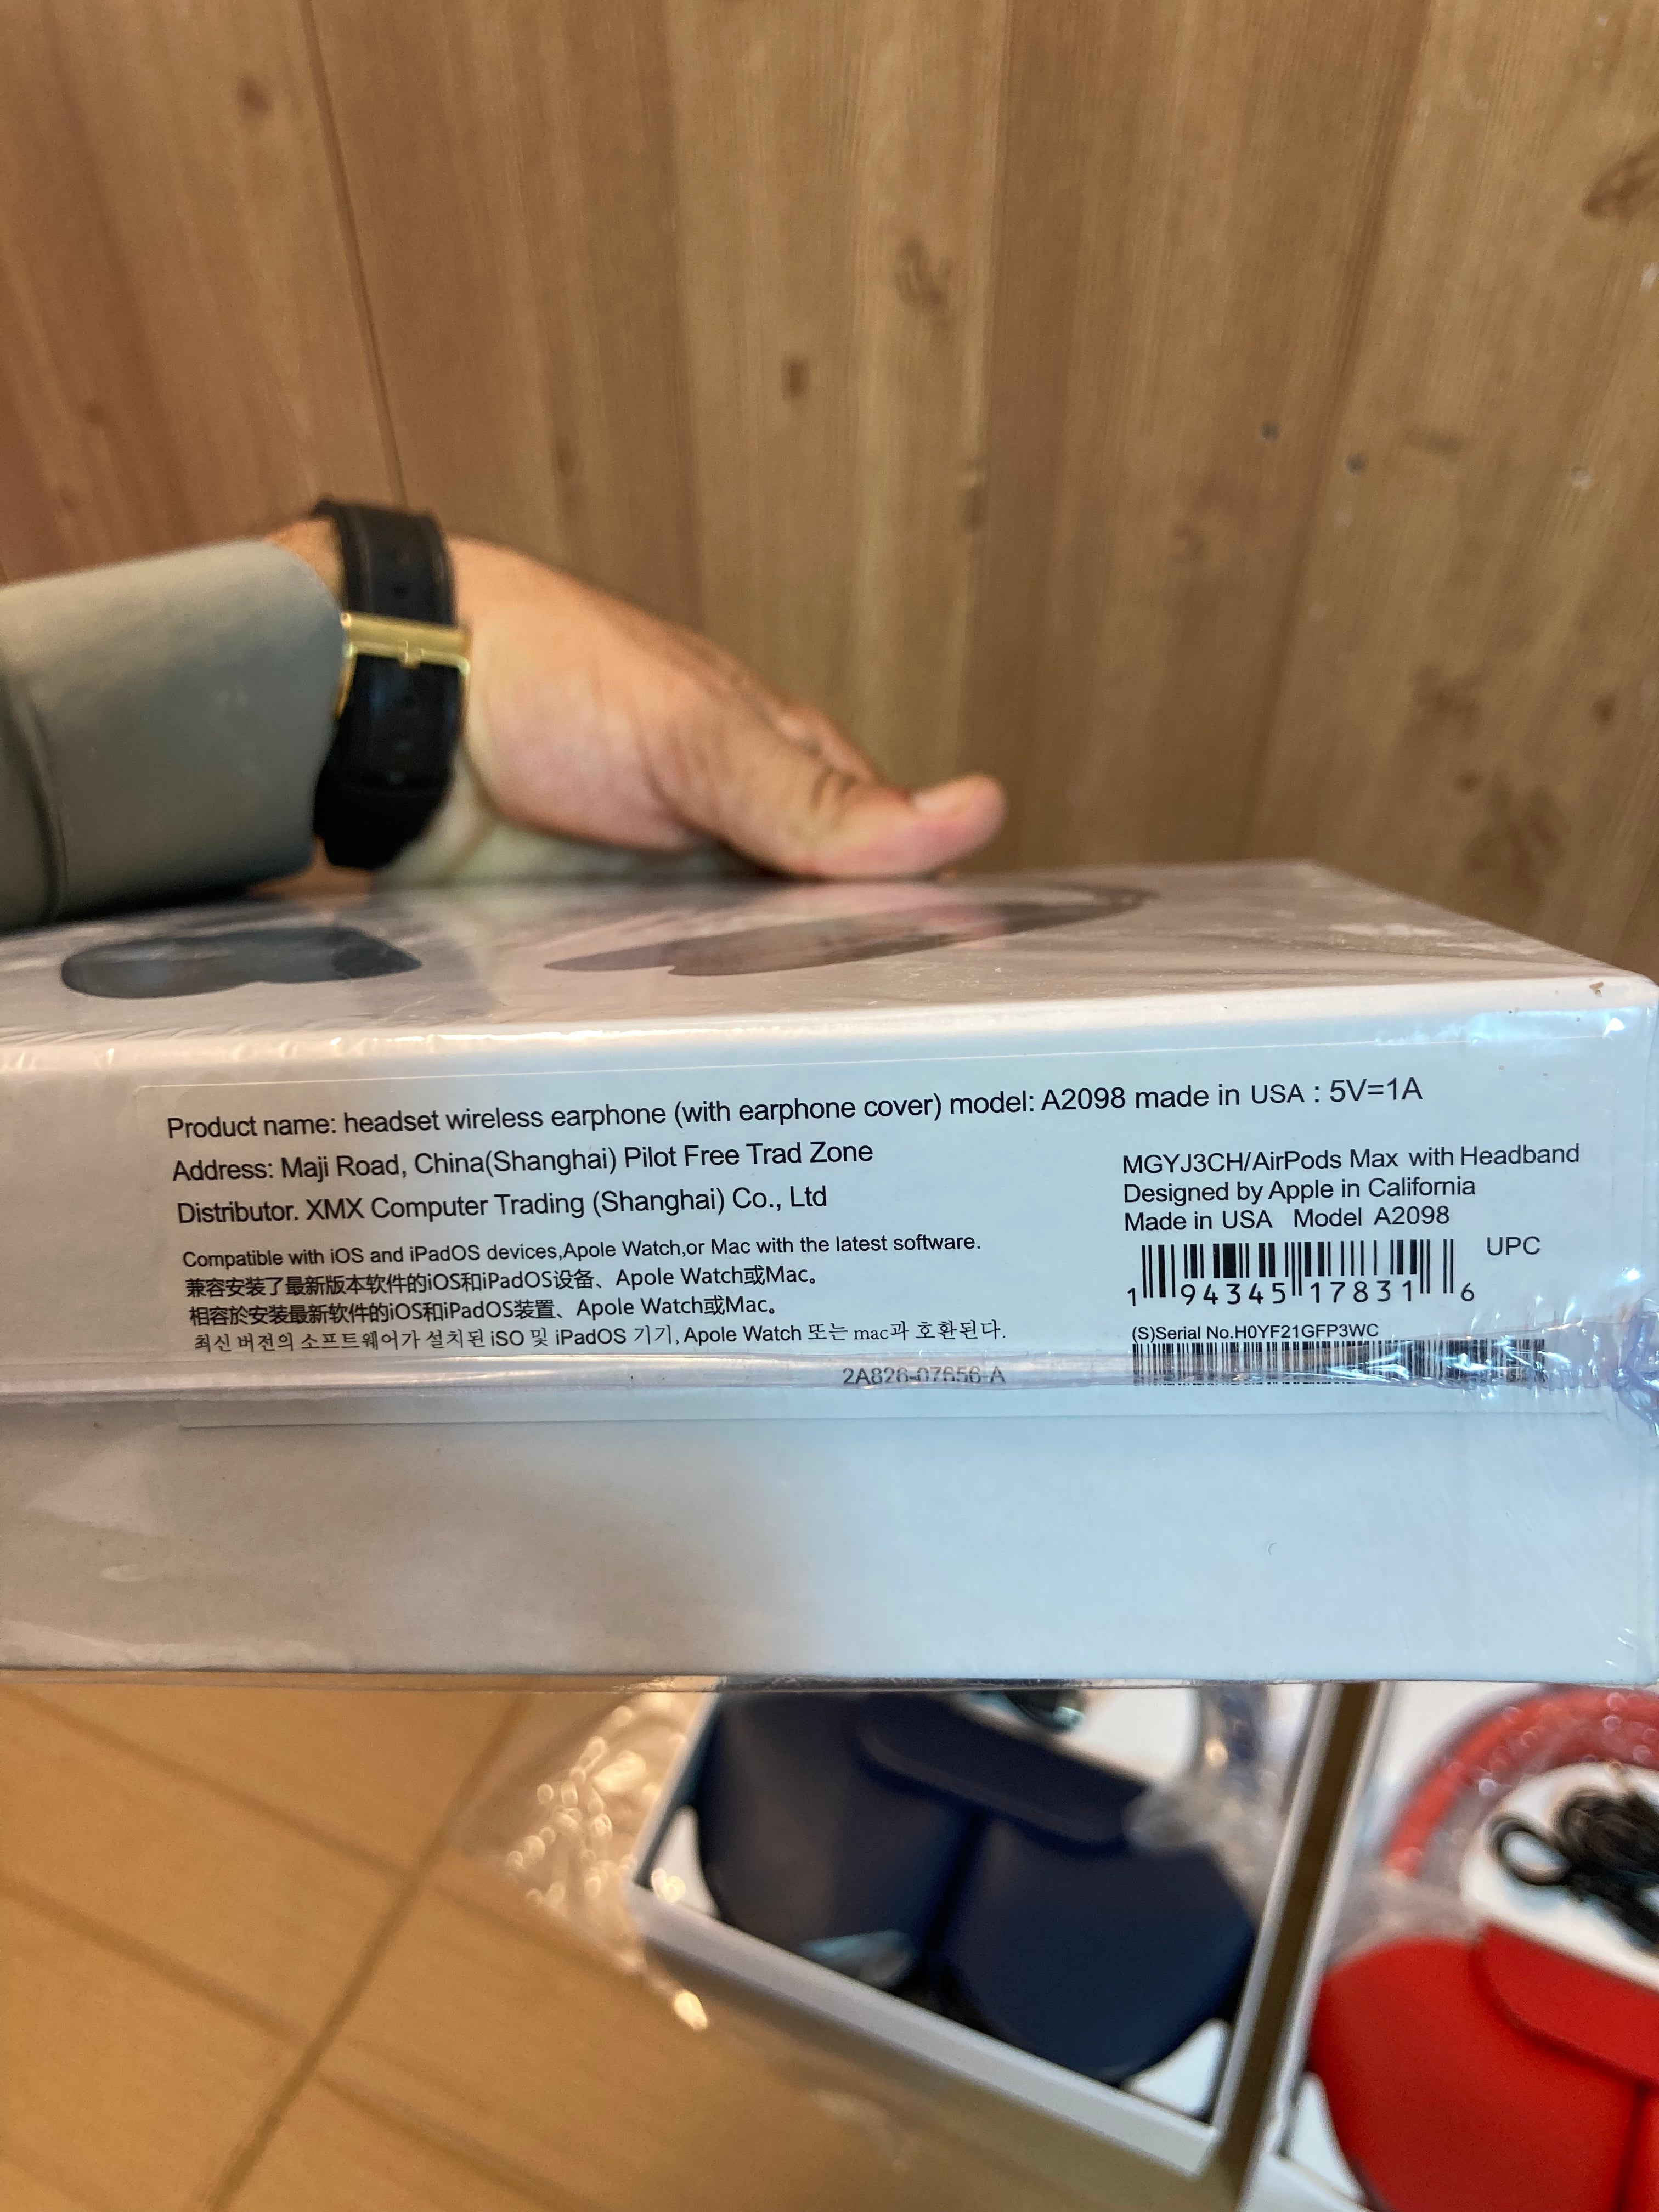 Product name: headset wireless earphone (with earphone cover) model: A2098 made in USA : 5V=1A
Address: Maji Road, China(Shanghai) Pilot Free Trad Zone
Distributor. XMX Computer Trading (Shanghai) Co., Ltd
Compatible with iOS and iPadOS devices,Apole Watch,or Mac with the latest software.
兼容安装了最新版本软件的iOS和iPadOS设备、Apole Watch或Mac。
相容於安装最新软件的iOS和iPadOS装置、Apole Watch或Mac。
최신 버전의 소프트웨어가 설치된 iSO 및 iPadOS 기기, Apole Watch 또는 mac과 호환된다.
2A826-07656-A
MGYJ3CH/AirPods Max with Headband
Designed by Apple in California
Made in USA Model A2098
UPC
1 94345 17831 6
(S)Serial No.H0YF21GFP3WC